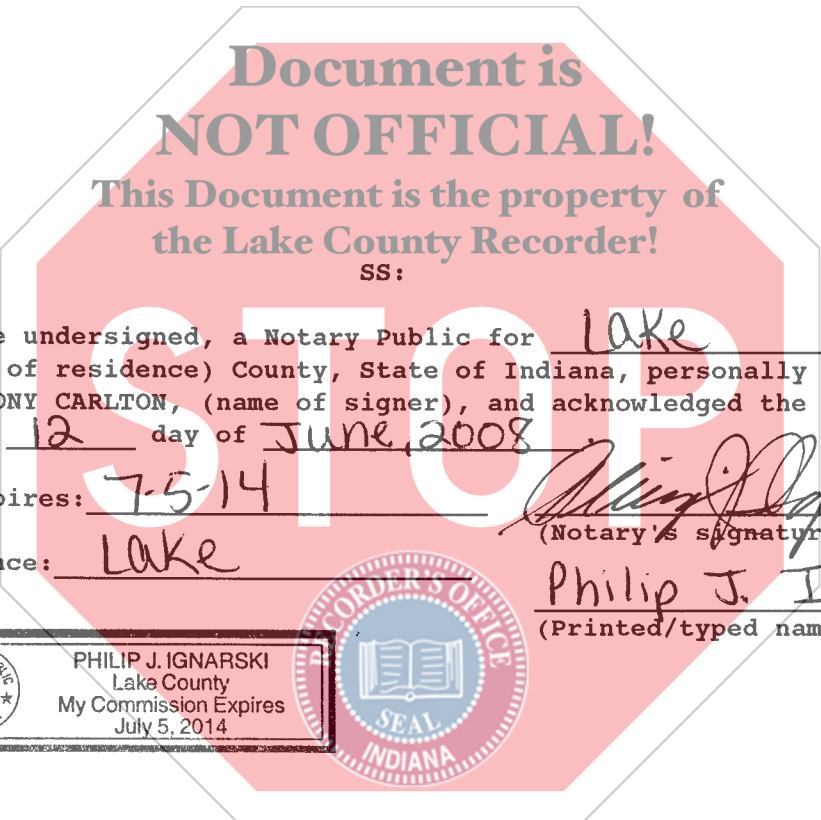 Document is
NOT OFFICIAL!
This Document is the property of
the Lake County Recorder!
SS:
STOP
e undersigned, a Notary Public for Lake
of residence) County, State of Indiana, personally
ONY CARLTON, (name of signer), and acknowledged the
12 day of June, 2008.
pires: 7-5-14
(Notary's signatur
nce: Lake
Philip J. I
(Printed/typed nam
RECORDER'S OFFICE
SEAL
INDIANA
PHILIP J. IGNARSKI
Lake County
My Commission Expires
July 5, 2014